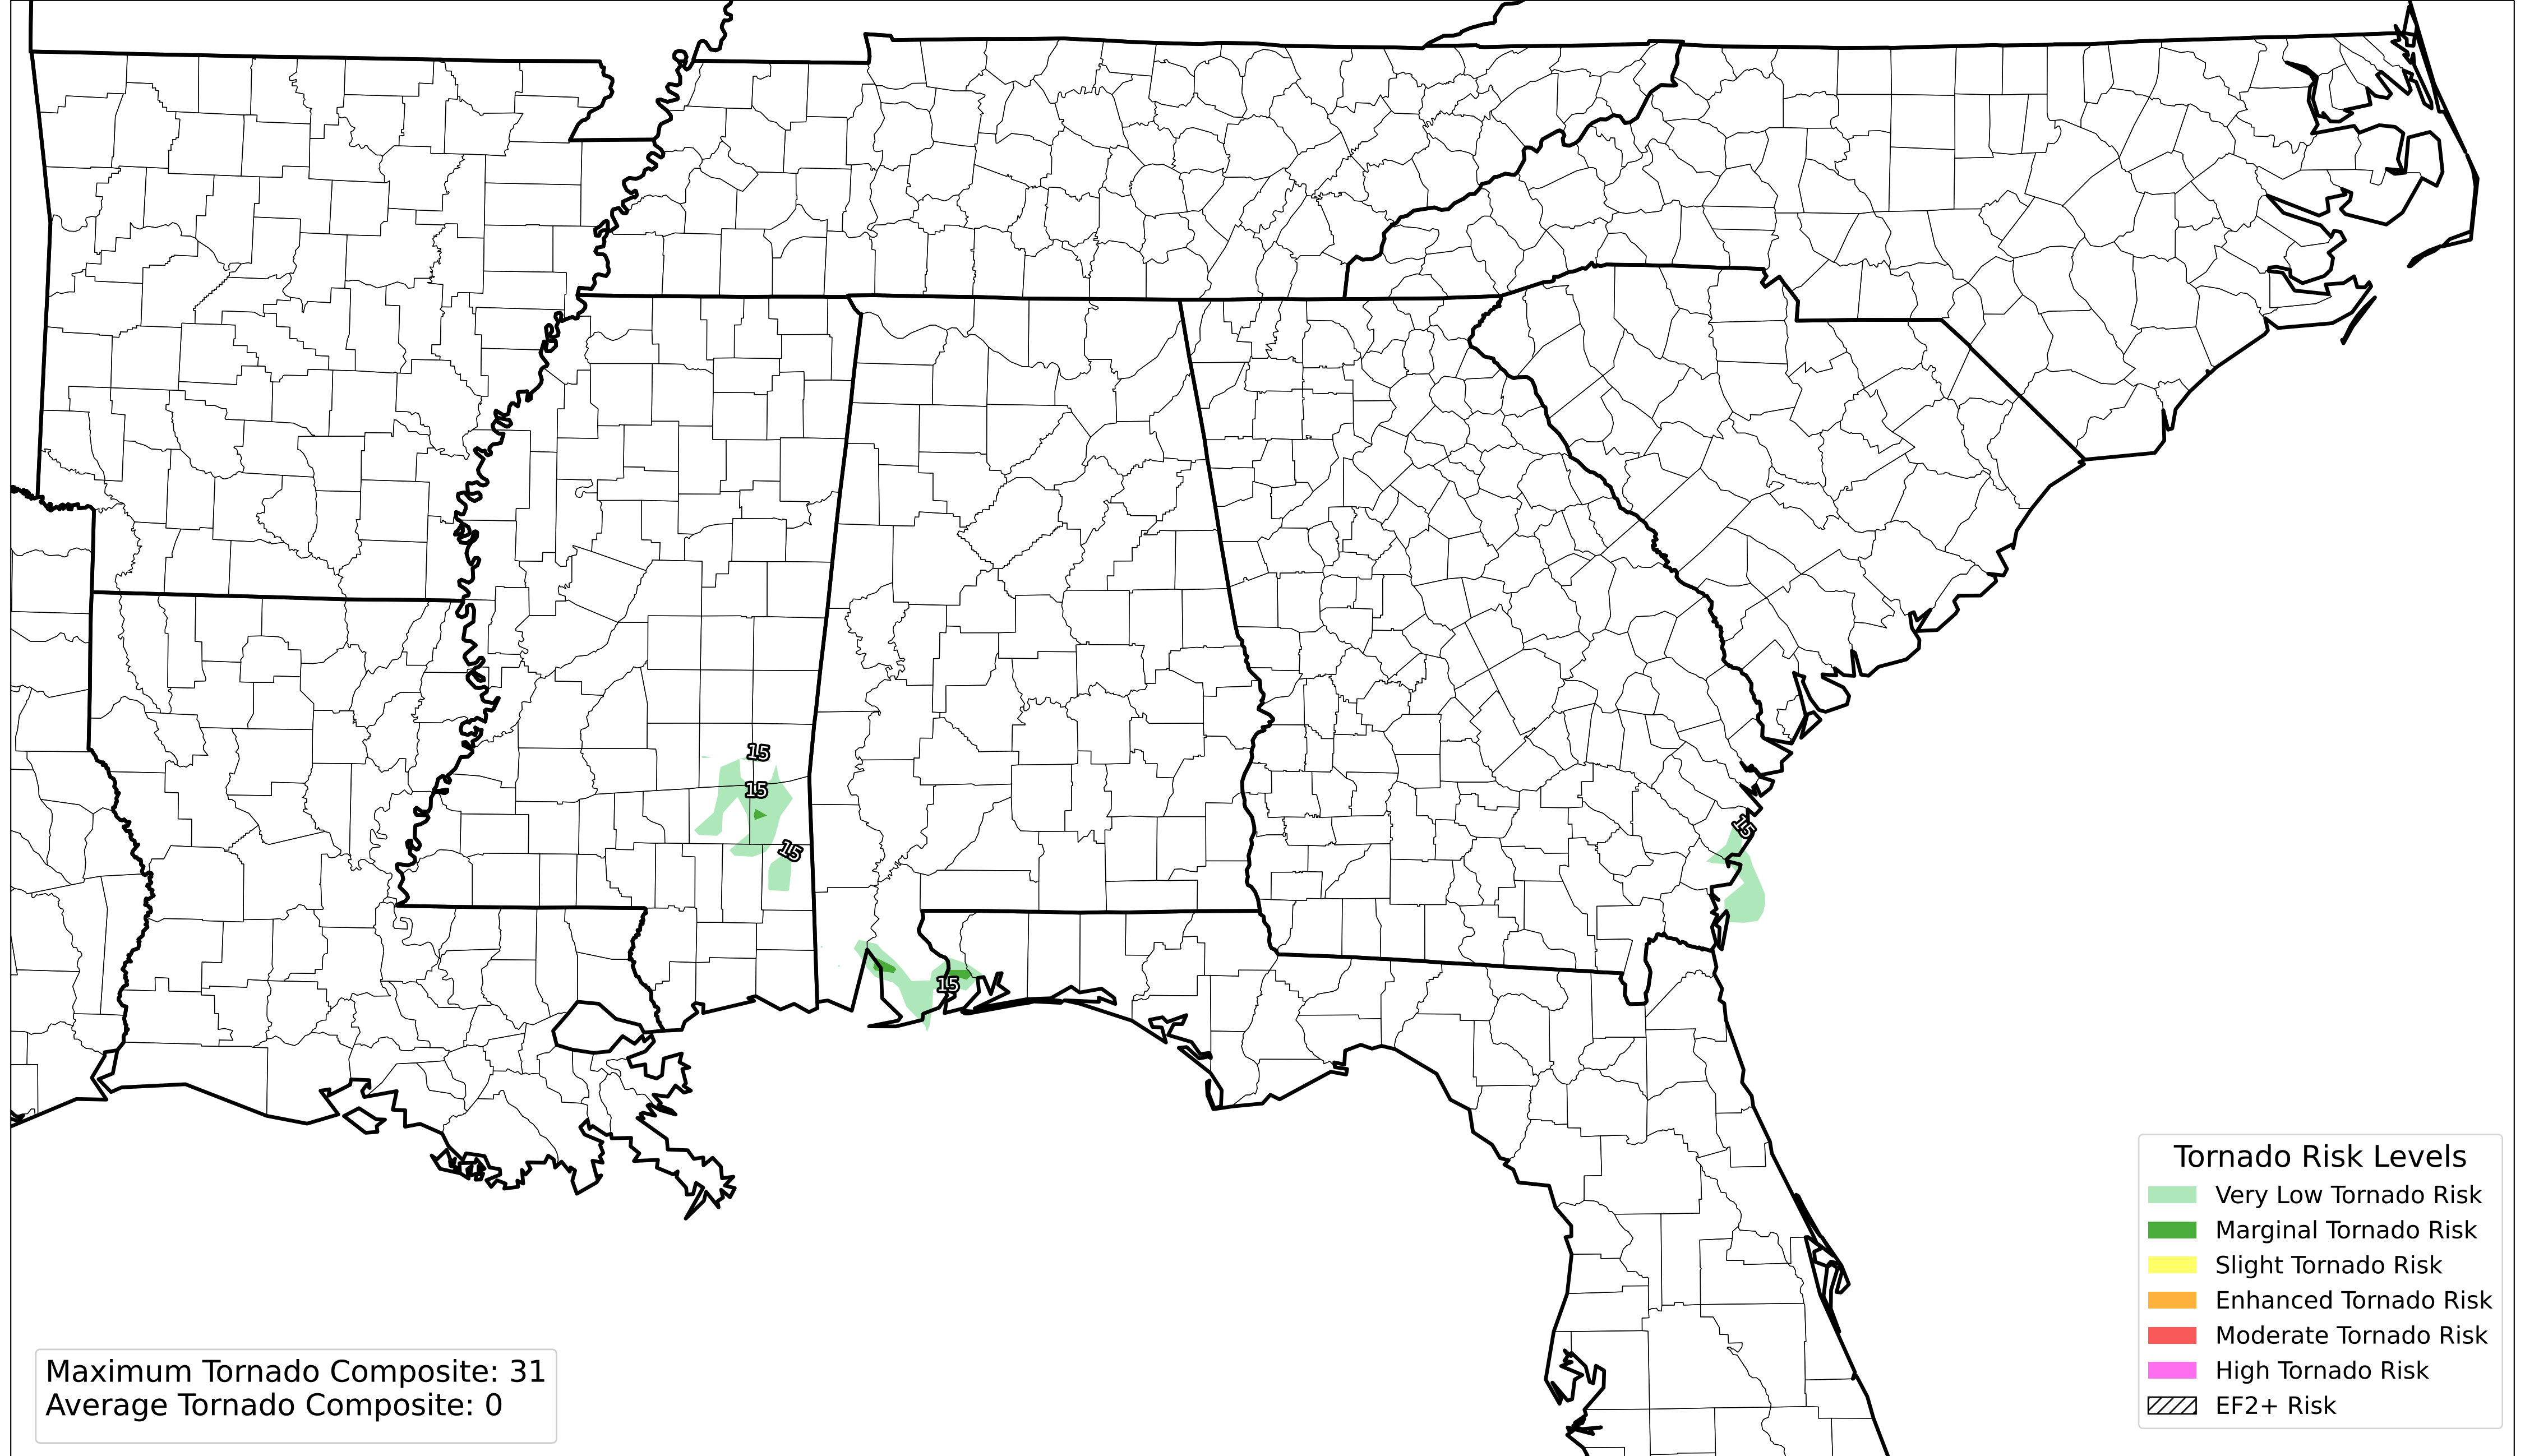 15
15
15
15
15
Tornado Risk Levels
Very Low Tornado Risk
Marginal Tornado Risk
Slight Tornado Risk
Enhanced Tornado Risk
Moderate Tornado Risk
High Tornado Risk
EF2+ Risk
Maximum Tornado Composite: 31
Average Tornado Composite: 0